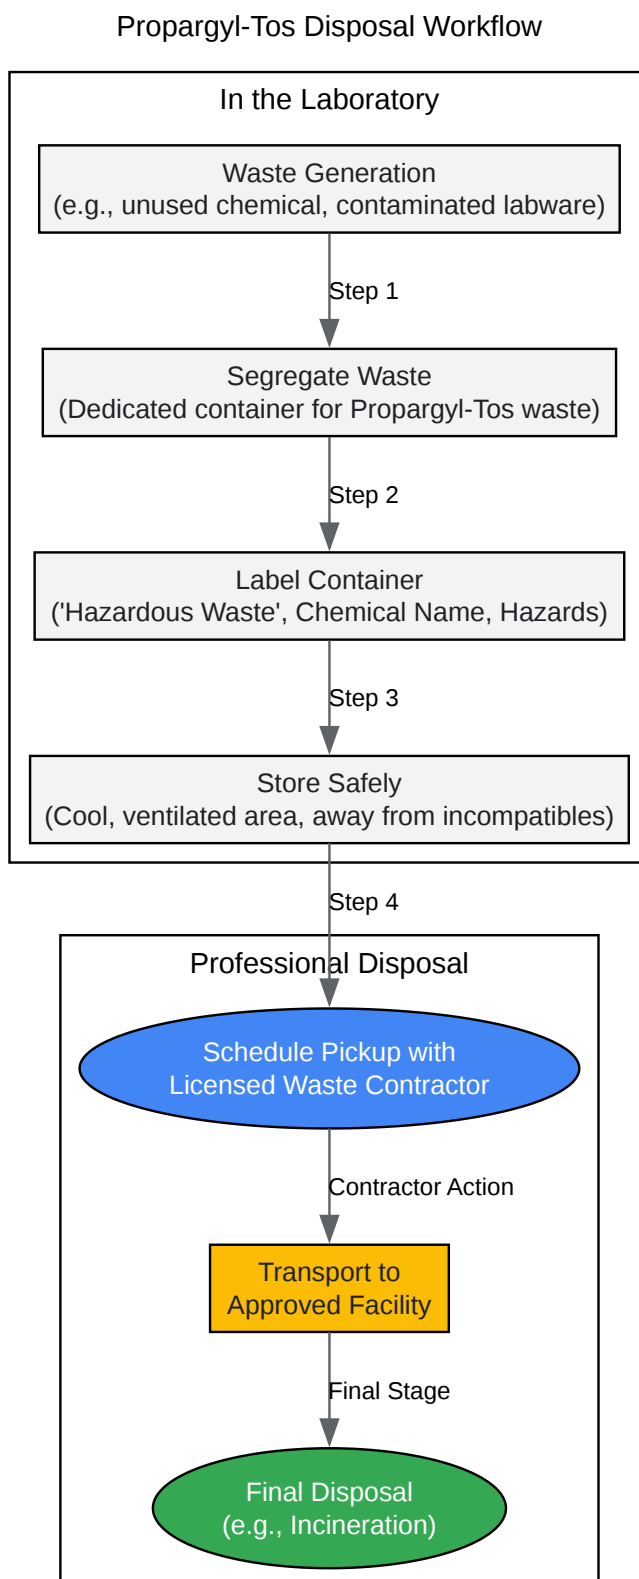 Propargyl-Tos Disposal Workflow
In the Laboratory
Waste Generation
(e.g., unused chemical, contaminated labware)
Step 1
Segregate Waste
(Dedicated container for Propargyl-Tos waste)
Step 2
Label Container
('Hazardous Waste', Chemical Name, Hazards)
Step 3
Store Safely
(Cool, ventilated area, away from incompatibles)
Step 4
Professional Disposal
Schedule Pickup with
Licensed Waste Contractor
Contractor Action
Transport to
Approved Facility
Final Stage
Final Disposal
(e.g., Incineration)